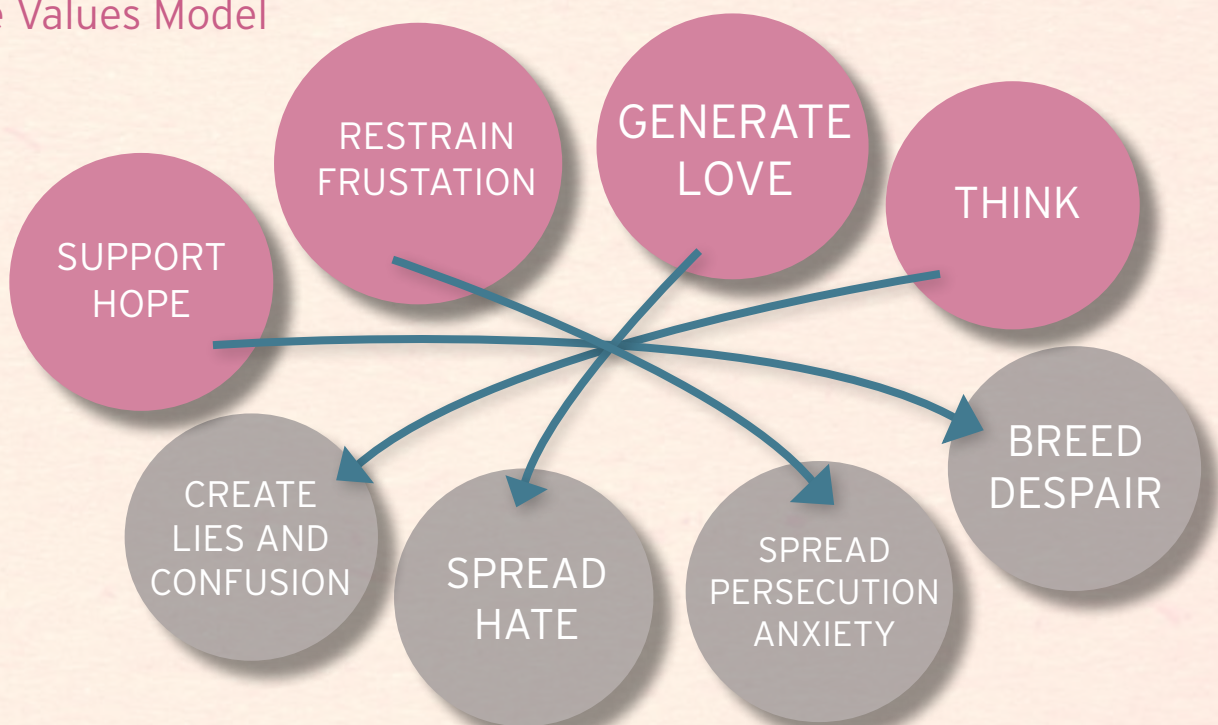 e Values Model
SUPPORT
HOPE
RESTRAIN
FRUSTATION
GENERATE
LOVE
THINK
CREATE
LIES AND
CONFUSION
SPREAD
HATE
SPREAD
PERSECUTION
ANXIETY
BREED
DESPAIR